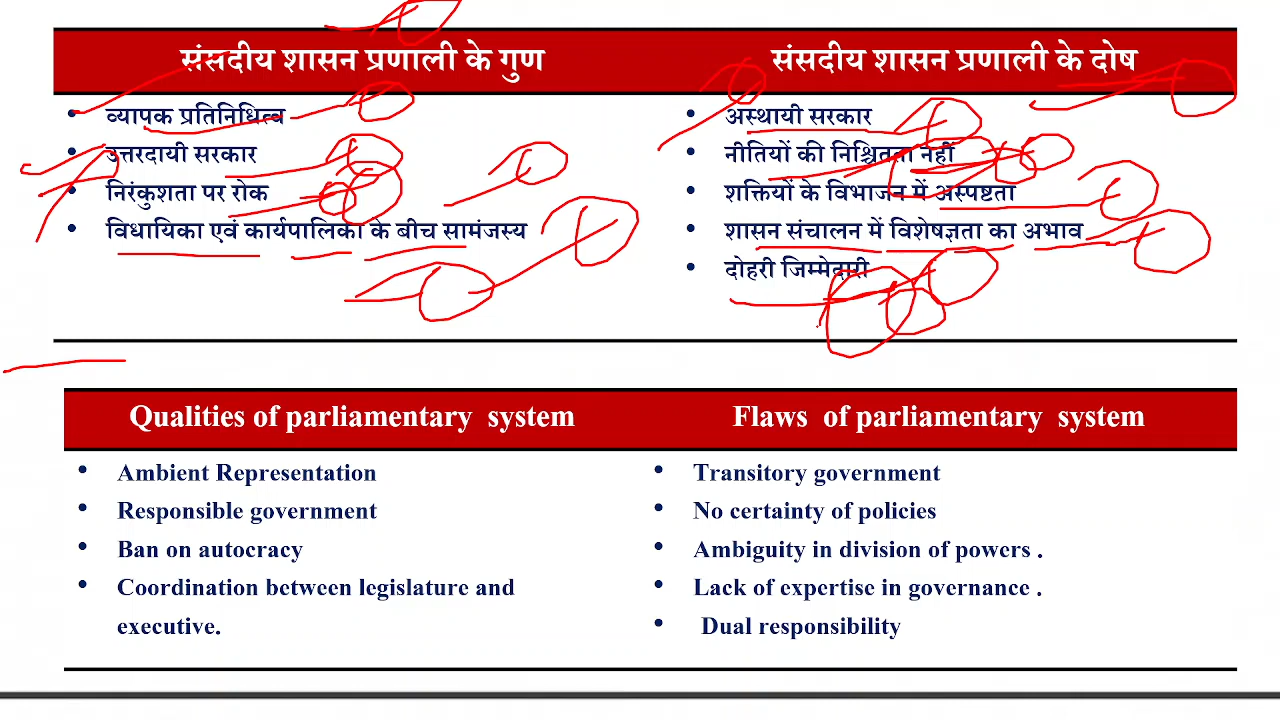 संसदीय शासन प्रणाली के गुण
संसदीय शासन प्रणाली के दोष
• व्यापक प्रतिनिधित्व
• उत्तरदायी सरकार
• निरंकुशता पर रोक
• विधायिका एवं कार्यपालिका के बीच सामंजस्य
• अस्थायी सरकार
• नीतियों की निश्चितता नहीं
• शक्तियों के विभाजन में अस्पष्टता
• शासन संचालन में विशेषज्ञता का अभाव
• दोहरी जिम्मेदारी
Qualities of parliamentary system
Flaws of parliamentary system
• Ambient Representation
• Responsible government
• Ban on autocracy
• Coordination between legislature and
executive.
• Transitory government
• No certainty of policies
• Ambiguity in division of powers .
• Lack of expertise in governance .
• Dual responsibility